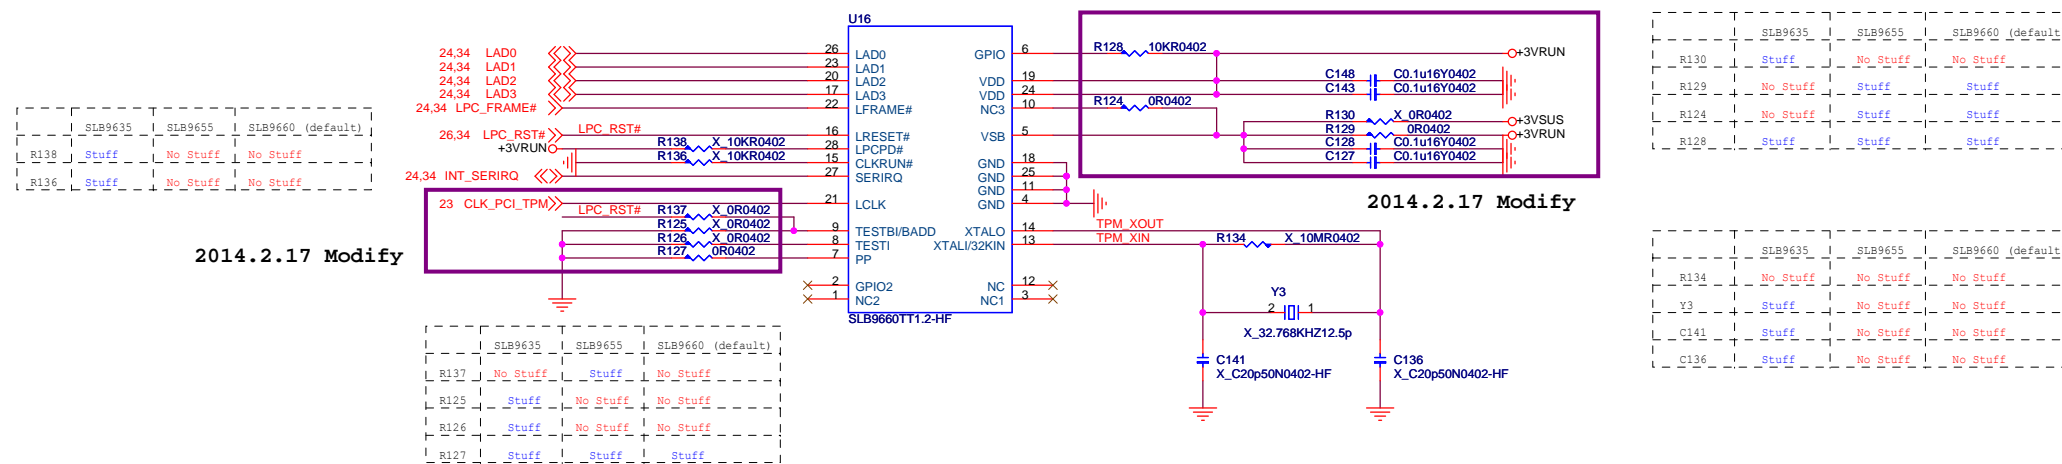 U16
24,34 LAD0
24,34 LAD1
24,34 LAD2
24,34 LAD3
24,34 LPC_FRAME#
26,34 LPC_RST#
LPC_RST#
+3VRUN
R138 X_10KR0402
R136 X_10KR0402
24,34 INT_SERIRQ
23 CLK_PCI_TPM
LPC_RST#
R137 X_0R0402
R125 X_0R0402
R126 X_0R0402
R127 0R0402
2014.2.17 Modify
26 LAD0
23 LAD1
20 LAD2
17 LAD3
22 LFRAME#
16 LRESET#
28 LPCPD#
15 CLKRUN#
27 SERIRQ
21 LCLK
9 TESTBI/BADD
8 TESTI
7 PP
2 GPIO2
1 NC2
GPIO 6
VDD 19
VDD 24
NC3 10
VSB 5
GND 18
GND 25
GND 11
GND 4
XTALO 14
XTALI/32KIN 13
NC 12
NC1 3
SLB9660TT1.2-HF
R128 10KR0402
+3VRUN
C148 C0.1u16Y0402
C143 C0.1u16Y0402
R124 0R0402
R130 X_0R0402
+3VSUS
R129 0R0402
+3VRUN
C128 C0.1u16Y0402
C127 C0.1u16Y0402
2014.2.17 Modify
TPM_XOUT
TPM_XIN
R134 X_10MR0402
Y3
2 1
X_32.768KHZ12.5p
C141
X_C20p50N0402-HF
C136
X_C20p50N0402-HF
SLB9635 SLB9655 SLB9660 (default)
R138 Stuff No Stuff No Stuff
R136 Stuff No Stuff No Stuff
SLB9635 SLB9655 SLB9660 (default)
R137 No Stuff Stuff No Stuff
R125 Stuff No Stuff No Stuff
R126 Stuff No Stuff No Stuff
R127 Stuff Stuff Stuff
SLB9635 SLB9655 SLB9660 (default
R130 Stuff No Stuff No Stuff
R129 No Stuff Stuff Stuff
R124 No Stuff Stuff Stuff
R128 Stuff Stuff Stuff
SLB9635 SLB9655 SLB9660 (default
R134 No Stuff No Stuff No Stuff
Y3 Stuff No Stuff No Stuff
C141 Stuff No Stuff No Stuff
C136 Stuff No Stuff No Stuff